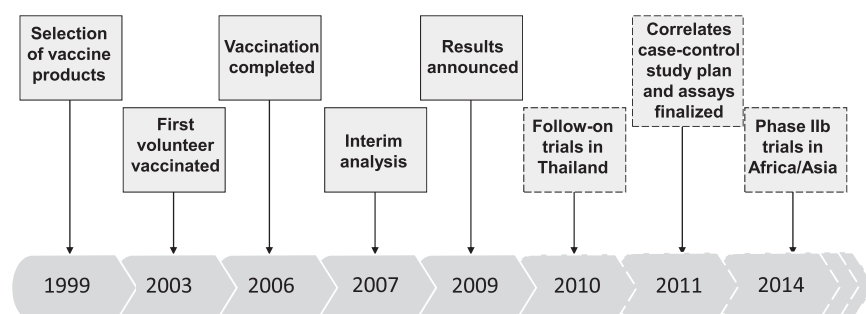 Selection
of vaccine
products
First
volunteer
vaccinated
Vaccination
completed
Interim
analysis
Results
announced
Follow-on
trials in
Thailand
Correlates
case-control
study plan
and assays
finalized
Phase IIb
trials in
Africa/Asia
1999
2003
2006
2007
2009
2010
2011
2014